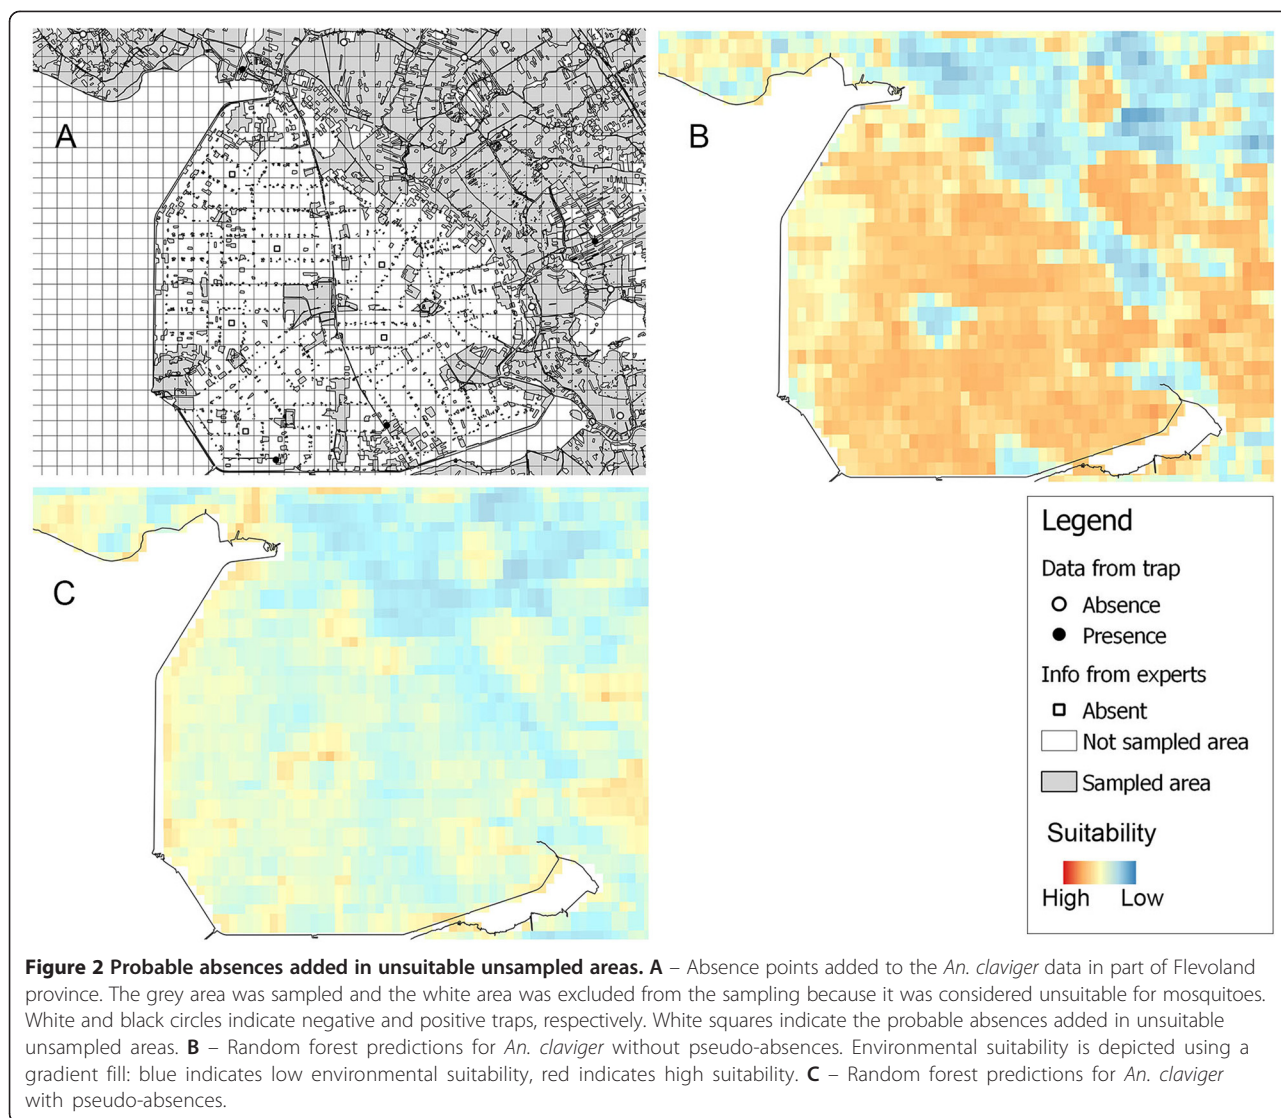 A
B
C
Legend
Data from trap
Absence
Presence
Info from experts
Absent
Not sampled area
Sampled area
Suitability
High Low
Figure 2 Probable absences added in unsuitable unsampled areas. A – Absence points added to the An. claviger data in part of Flevoland
province. The grey area was sampled and the white area was excluded from the sampling because it was considered unsuitable for mosquitoes.
White and black circles indicate negative and positive traps, respectively. White squares indicate the probable absences added in unsuitable
unsampled areas. B – Random forest predictions for An. claviger without pseudo-absences. Environmental suitability is depicted using a
gradient fill: blue indicates low environmental suitability, red indicates high suitability. C – Random forest predictions for An. claviger
with pseudo-absences.